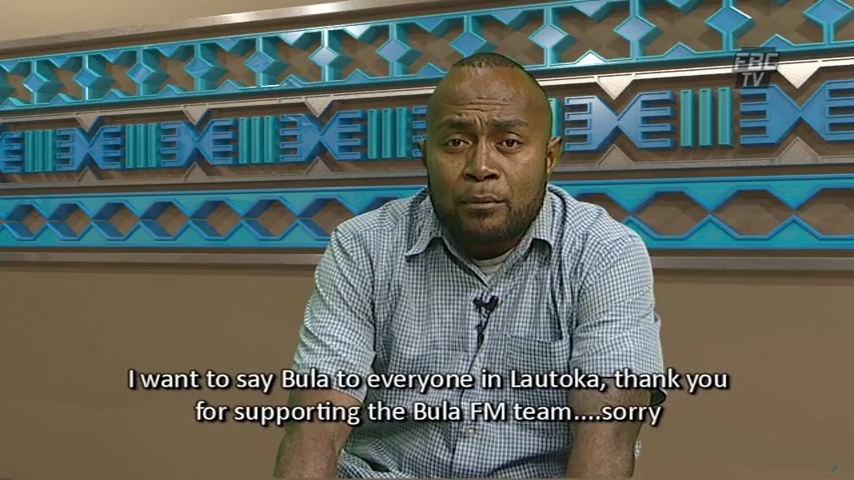 FBC
TV
I want to say Bula to everyone in Lautoka, thank you
for supporting the Bula FM team....sorry